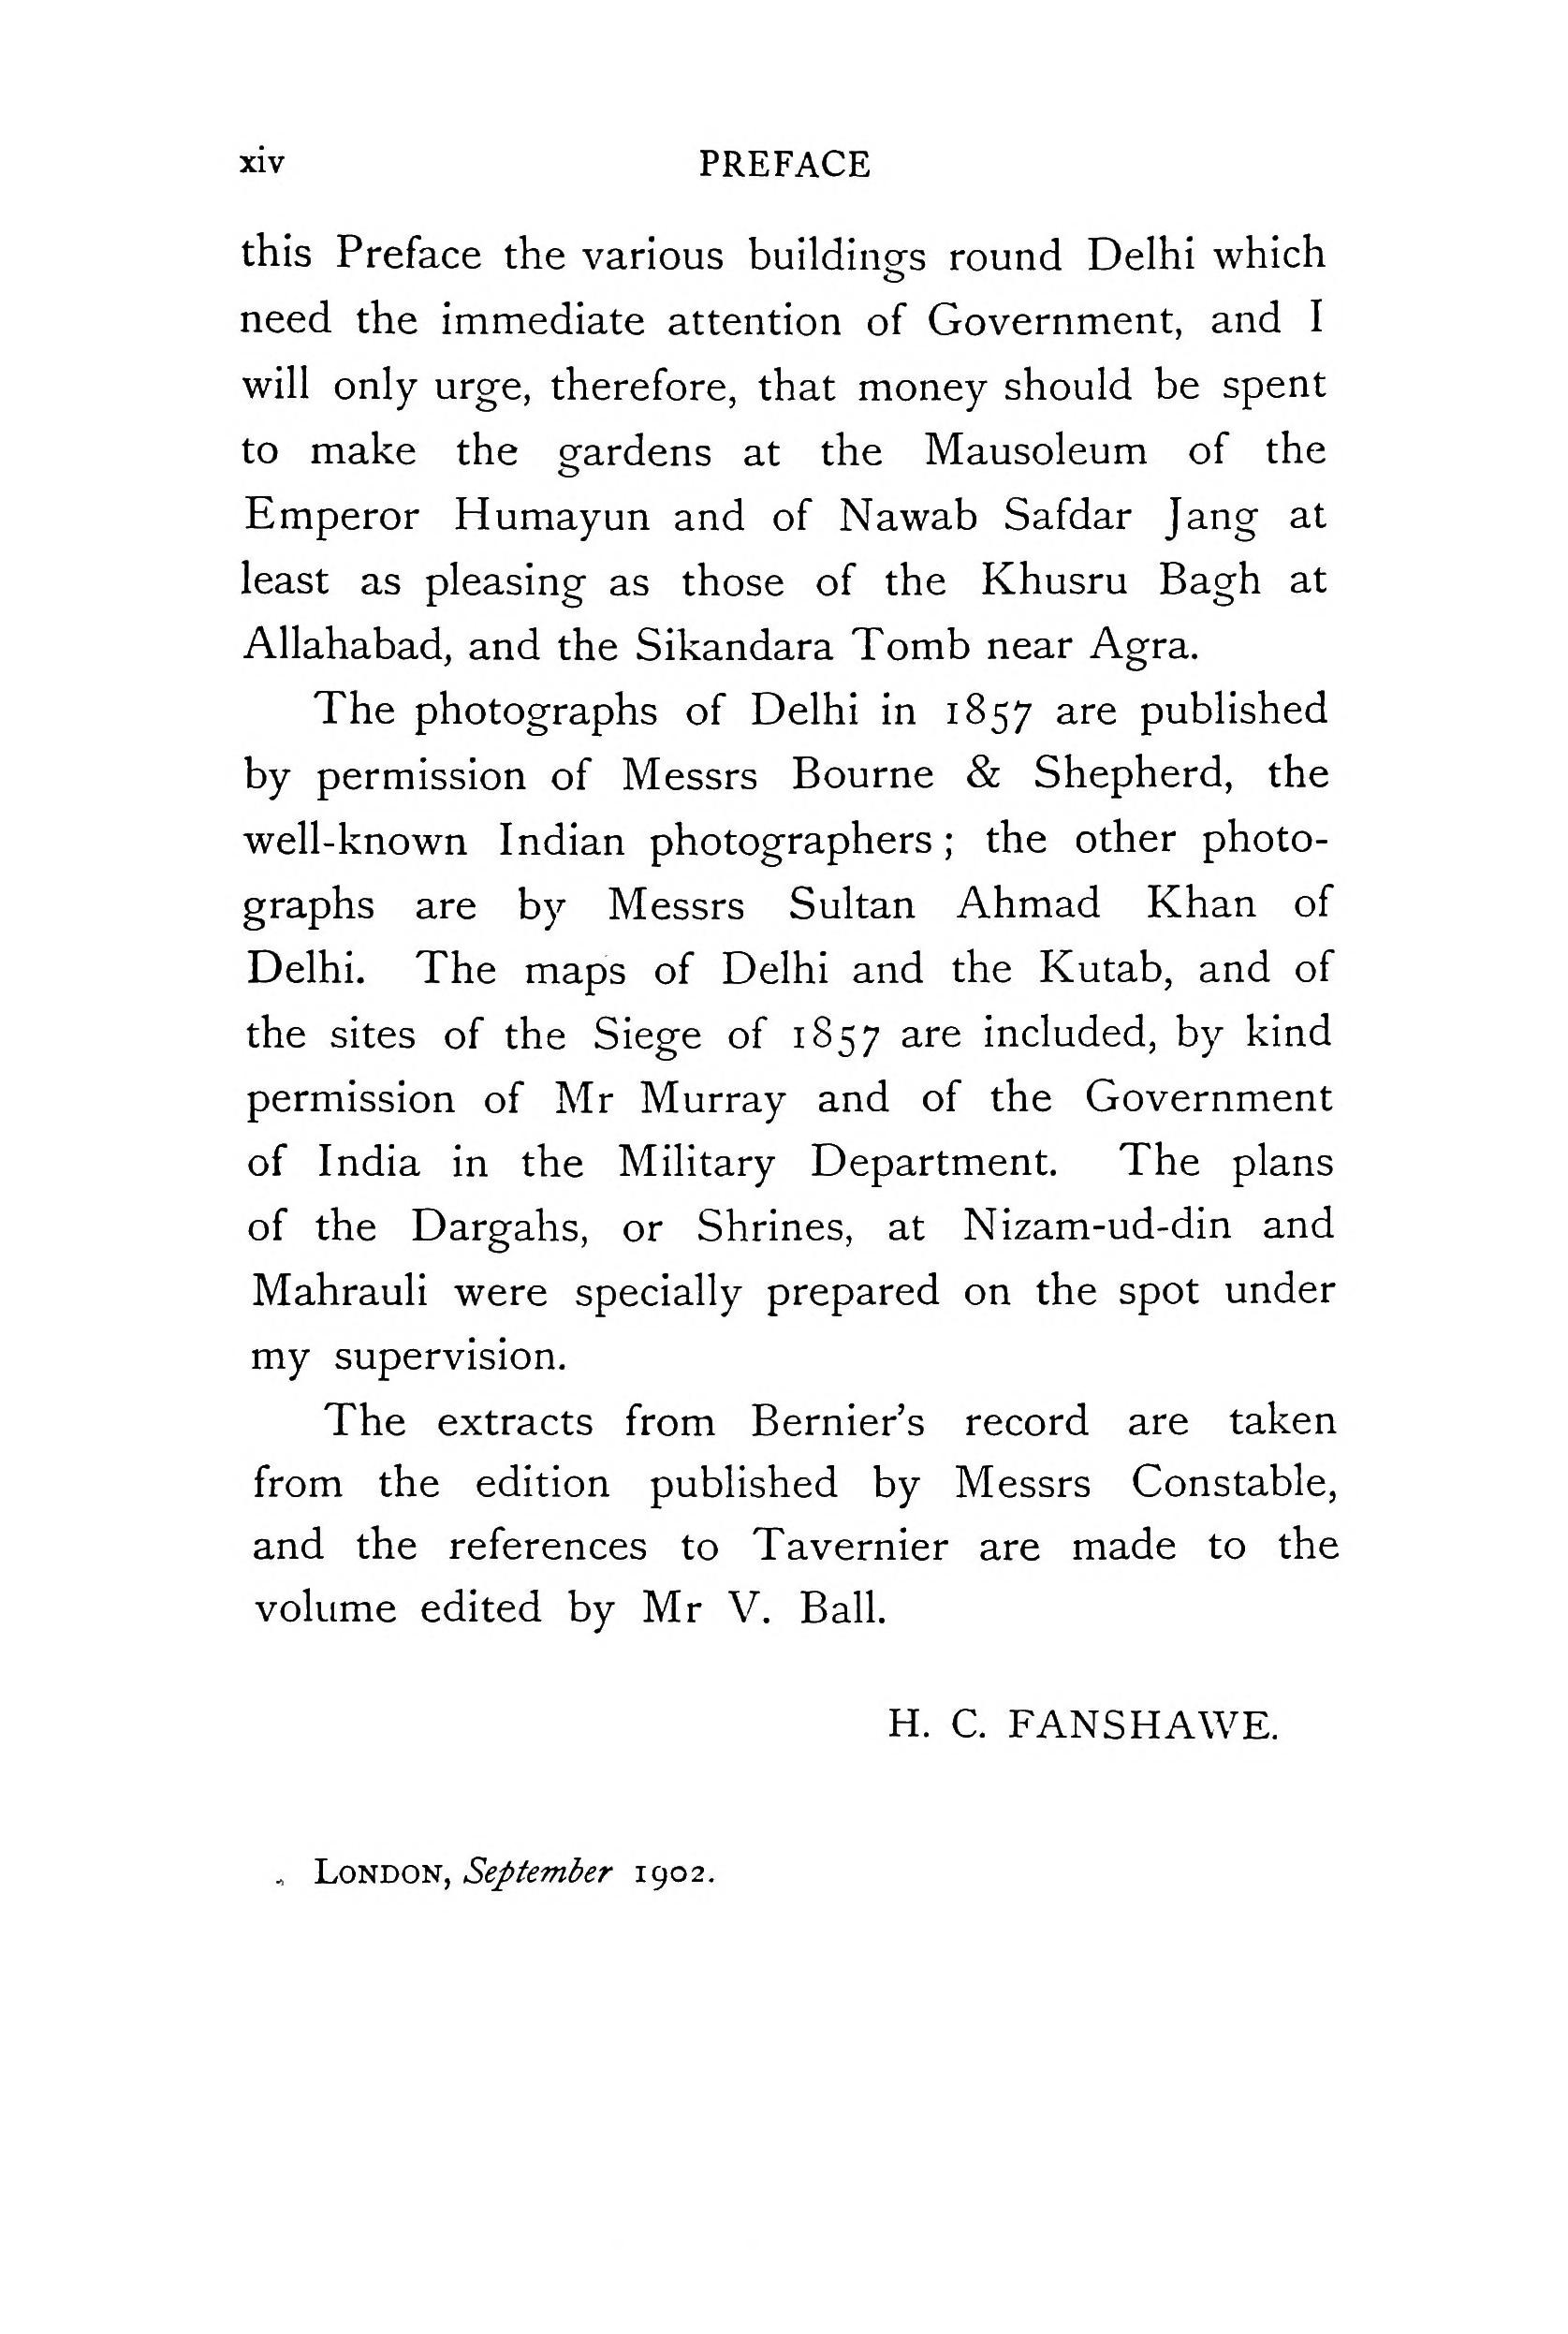 xiv PREFACE
this Preface the various buildings round Delhi which
need the immediate attention of Government, and I
will only urge, therefore, that money should be spent
to make the gardens at the Mausoleum of the
Emperor Humayun and of Nawab Safdar Jang at
least as pleasing as those of the Khusru Bagh at
Allahabad, and the Sikandara Tomb near Agra.
The photographs of Delhi in 1857 are published
by permission of Messrs Bourne & Shepherd, the
well-known Indian photographers; the other photo-
graphs are by Messrs Sultan Ahmad Khan of
Delhi. The maps of Delhi and the Kutab, and of
the sites of the Siege of 1857 are included, by kind
permission of Mr Murray and of the Government
of India in the Military Department. The plans
of the Dargahs, or Shrines, at Nizam-ud-din and
Mahrauli were specially prepared on the spot under
my supervision.
The extracts from Bernier's record are taken
from the edition published by Messrs Constable,
and the references to Tavernier are made to the
volume edited by Mr V. Ball.
H. C. FANSHAWE.
LONDON, September 1902.